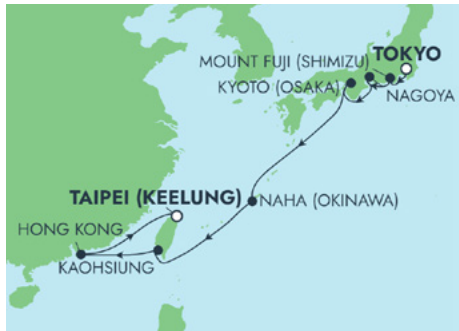 TOKYO
MOUNT FUJI (SHIMIZU)
KYOTO (OSAKA)
NAGOYA
TAIPEI (KEELUNG)
NAHA (OKINAWA)
HONG KONG
KAOHSIUNG